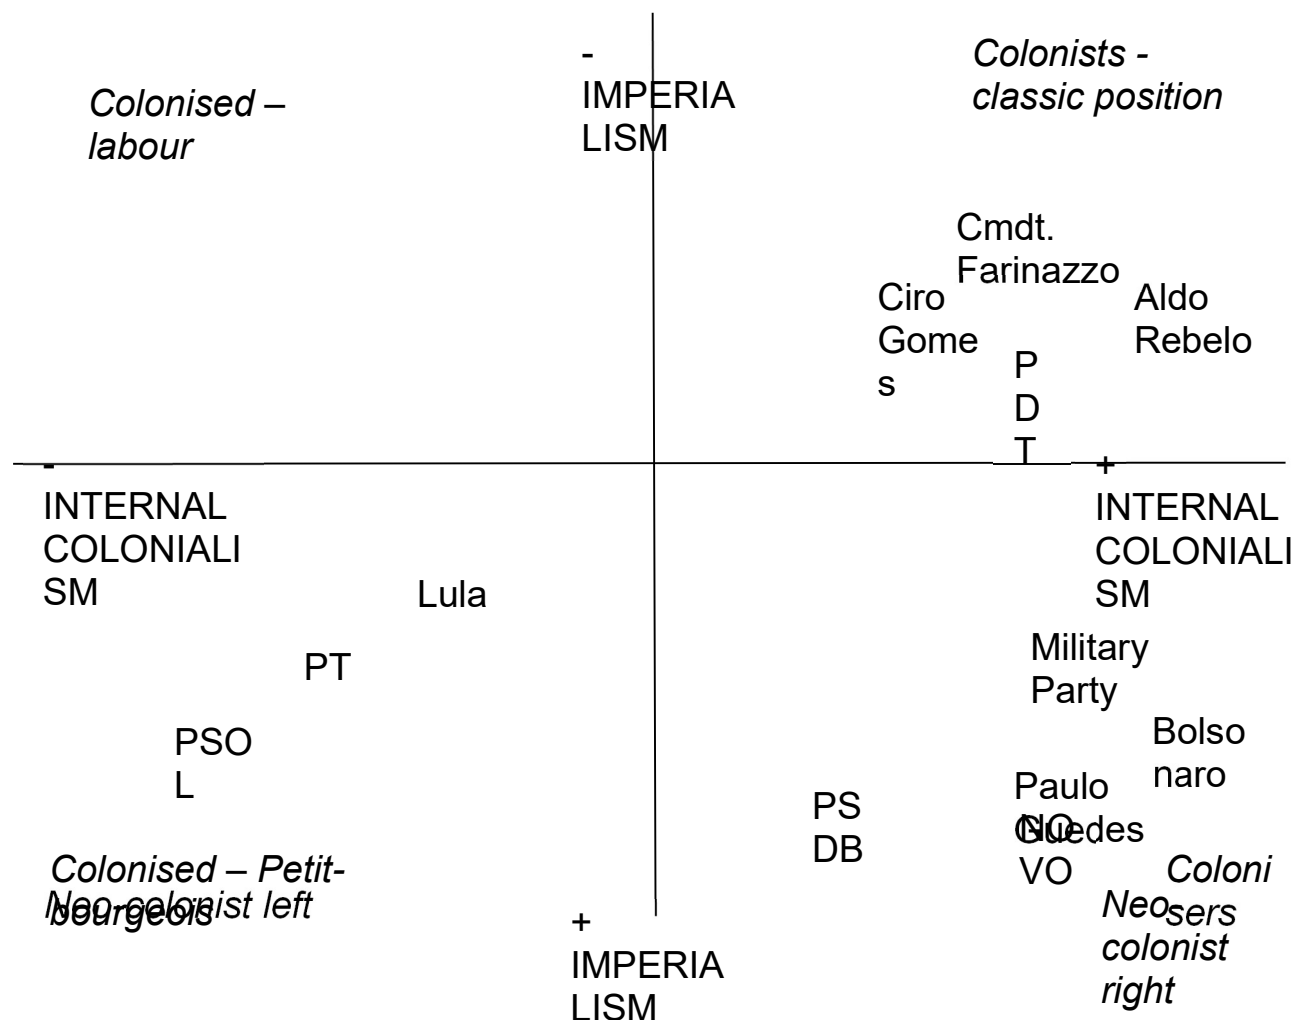 -
IMPERIA
LISM
Colonists -
classic position
Colonised –
labour
Cmdt.
Farinazzo
Ciro
Gome
s
Aldo
Rebelo
P
D
T
-
INTERNAL
COLONIALI
SM
+
INTERNAL
COLONIALI
SM
Lula
PT
Military
Party
PSO
L
Bolso
naro
PS
DB
Paulo
Guedes
NO
VO
Colonised – Petit-
bourgeois
Neo-colonist left
Coloni
sers
Neo-
colonist
right
+
IMPERIA
LISM